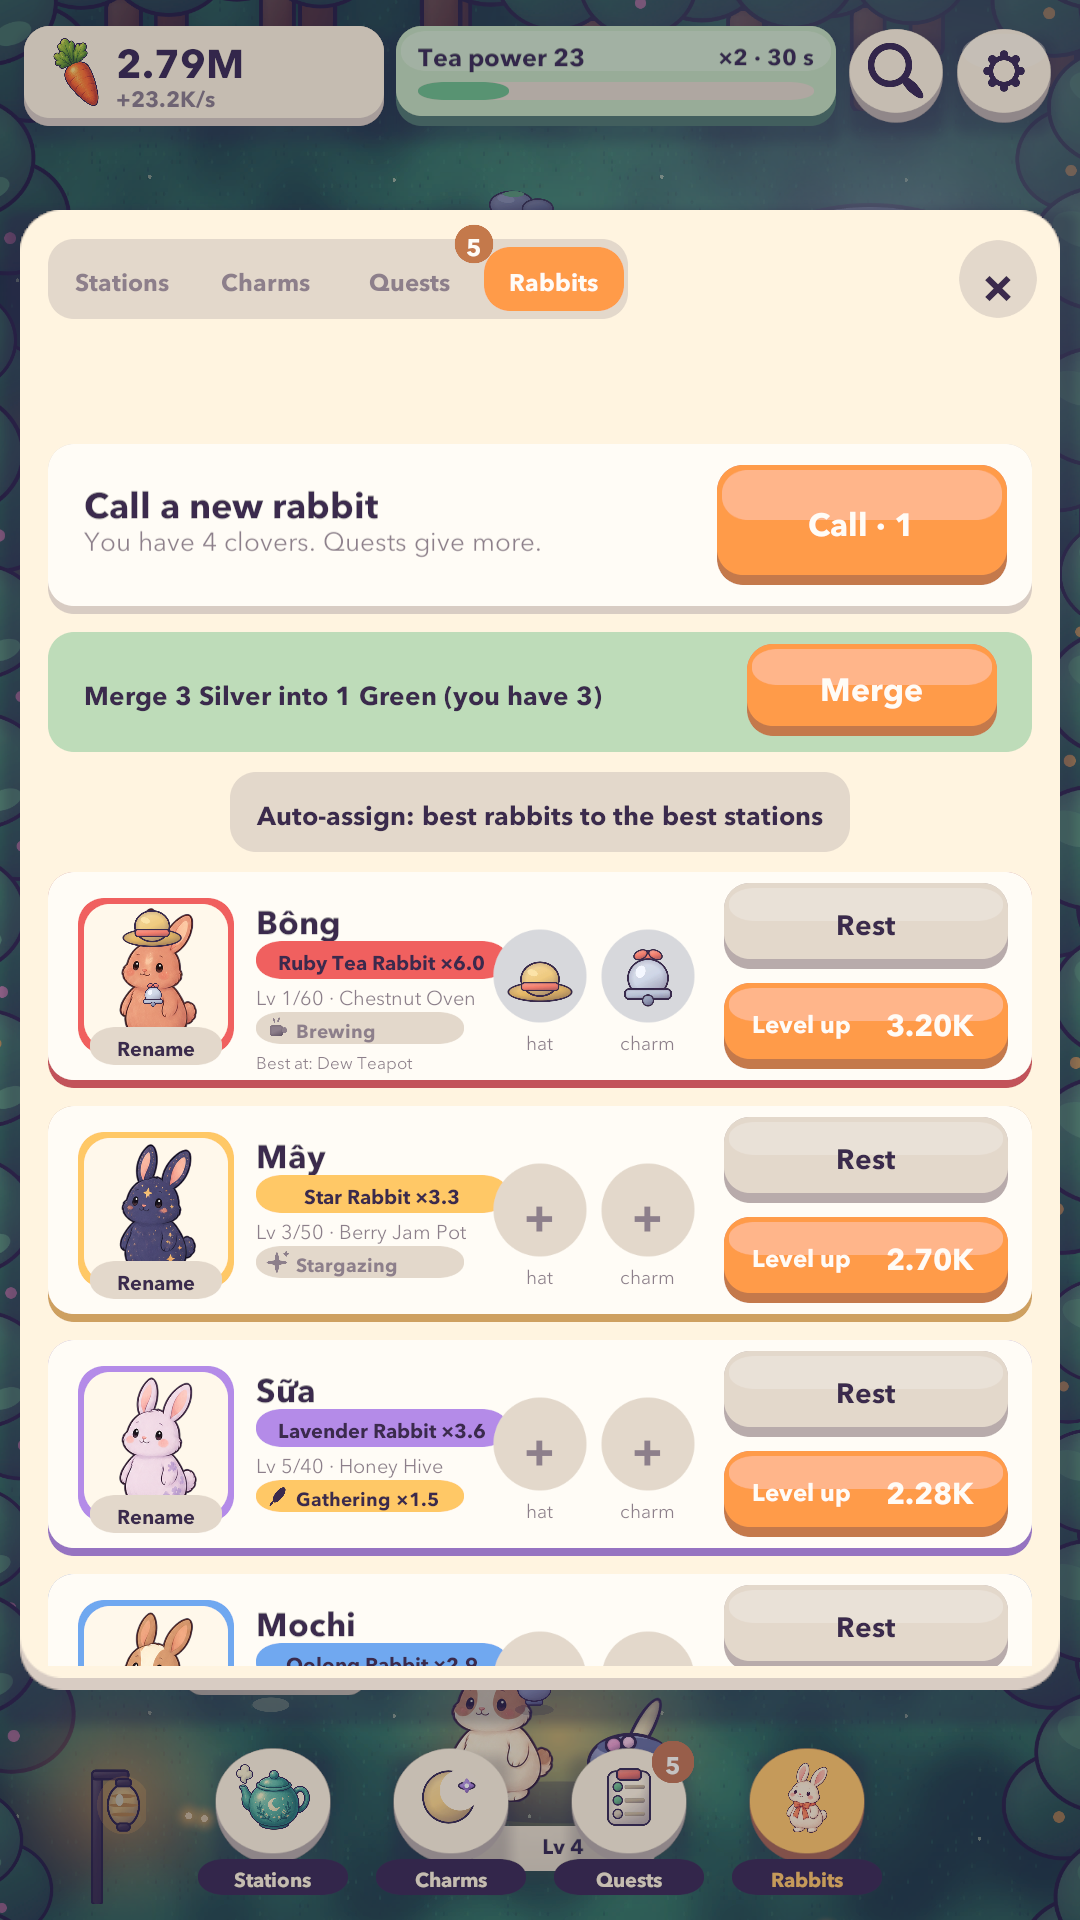 2.79M
+23.2K/s
Tea power 23
×2 · 30 s
Stations
Charms
Quests
5
Rabbits
×
Call a new rabbit
You have 4 clovers. Quests give more.
Call · 1
Merge 3 Silver into 1 Green (you have 3)
Merge
Auto-assign: best rabbits to the best stations
Bông
Ruby Tea Rabbit ×6.0
Lv 1/60 · Chestnut Oven
Brewing
Best at: Dew Teapot
Rename
hat
charm
Rest
Level up 3.20K
Mây
Star Rabbit ×3.3
Lv 3/50 · Berry Jam Pot
Stargazing
Rename
+
+
hat
charm
Rest
Level up 2.70K
Sữa
Lavender Rabbit ×3.6
Lv 5/40 · Honey Hive
Gathering ×1.5
Rename
+
+
hat
charm
Rest
Level up 2.28K
Mochi
Oolong Rabbit ×2.9
Rest
5
Lv 4
Stations
Charms
Quests
Rabbits